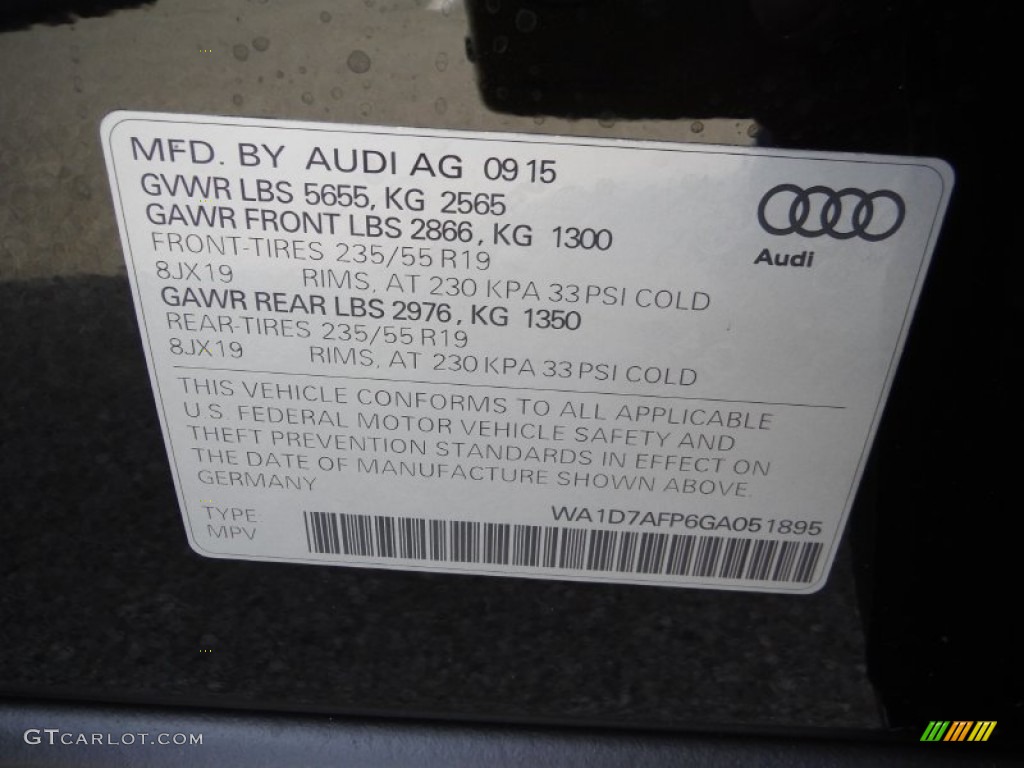 MFD. BY AUDI AG 09 15
GVWR LBS 5655, KG 2565
GAWR FRONT LBS 2866, KG 1300
FRONT-TIRES 235/55 R19
8JX19 RIMS, AT 230 KPA 33 PSI COLD
GAWR REAR LBS 2976, KG 1350
REAR-TIRES 235/55 R19
8JX19 RIMS, AT 230 KPA 33 PSI COLD
Audi
THIS VEHICLE CONFORMS TO ALL APPLICABLE
U.S. FEDERAL MOTOR VEHICLE SAFETY AND
THEFT PREVENTION STANDARDS IN EFFECT ON
THE DATE OF MANUFACTURE SHOWN ABOVE.
GERMANY
WA1D7AFP6GA051895
TYPE
MPV
GTCARLOT.COM